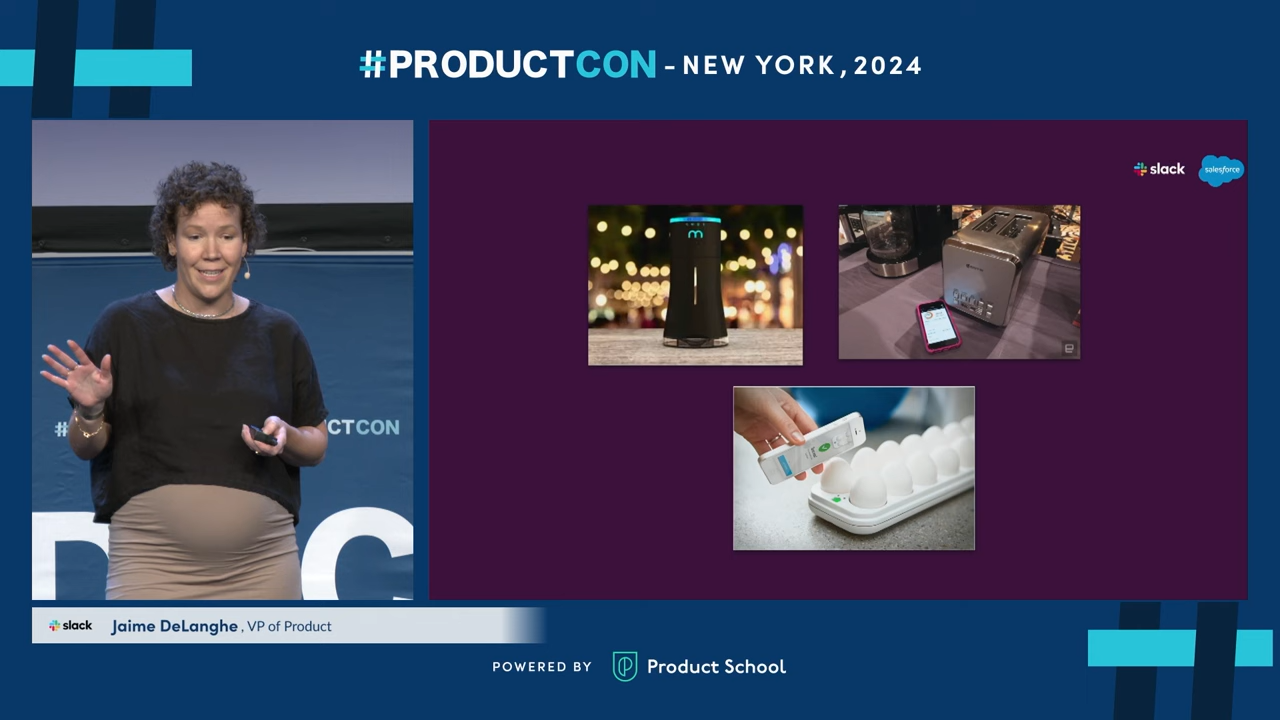 #PRODUCTCON - NEW YORK, 2024
slack
salesforce
m
#
CTCON
slack Jaime DeLanghe, VP of Product
POWERED BY Product School